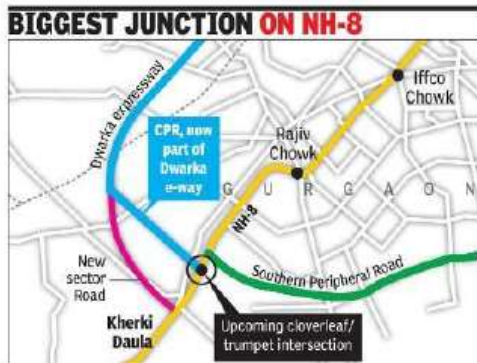 BIGGEST JUNCTION ON NH-8
Dwarka expressway
CPR, now
part of
Dwarka
e-way
Iffco
Chowk
Rajiv
Chowk
GURGAON
NH-8
New
sector
Road
Southern Peripheral Road
Kherki
Daula
Upcoming cloverleaf/
trumpet intersection